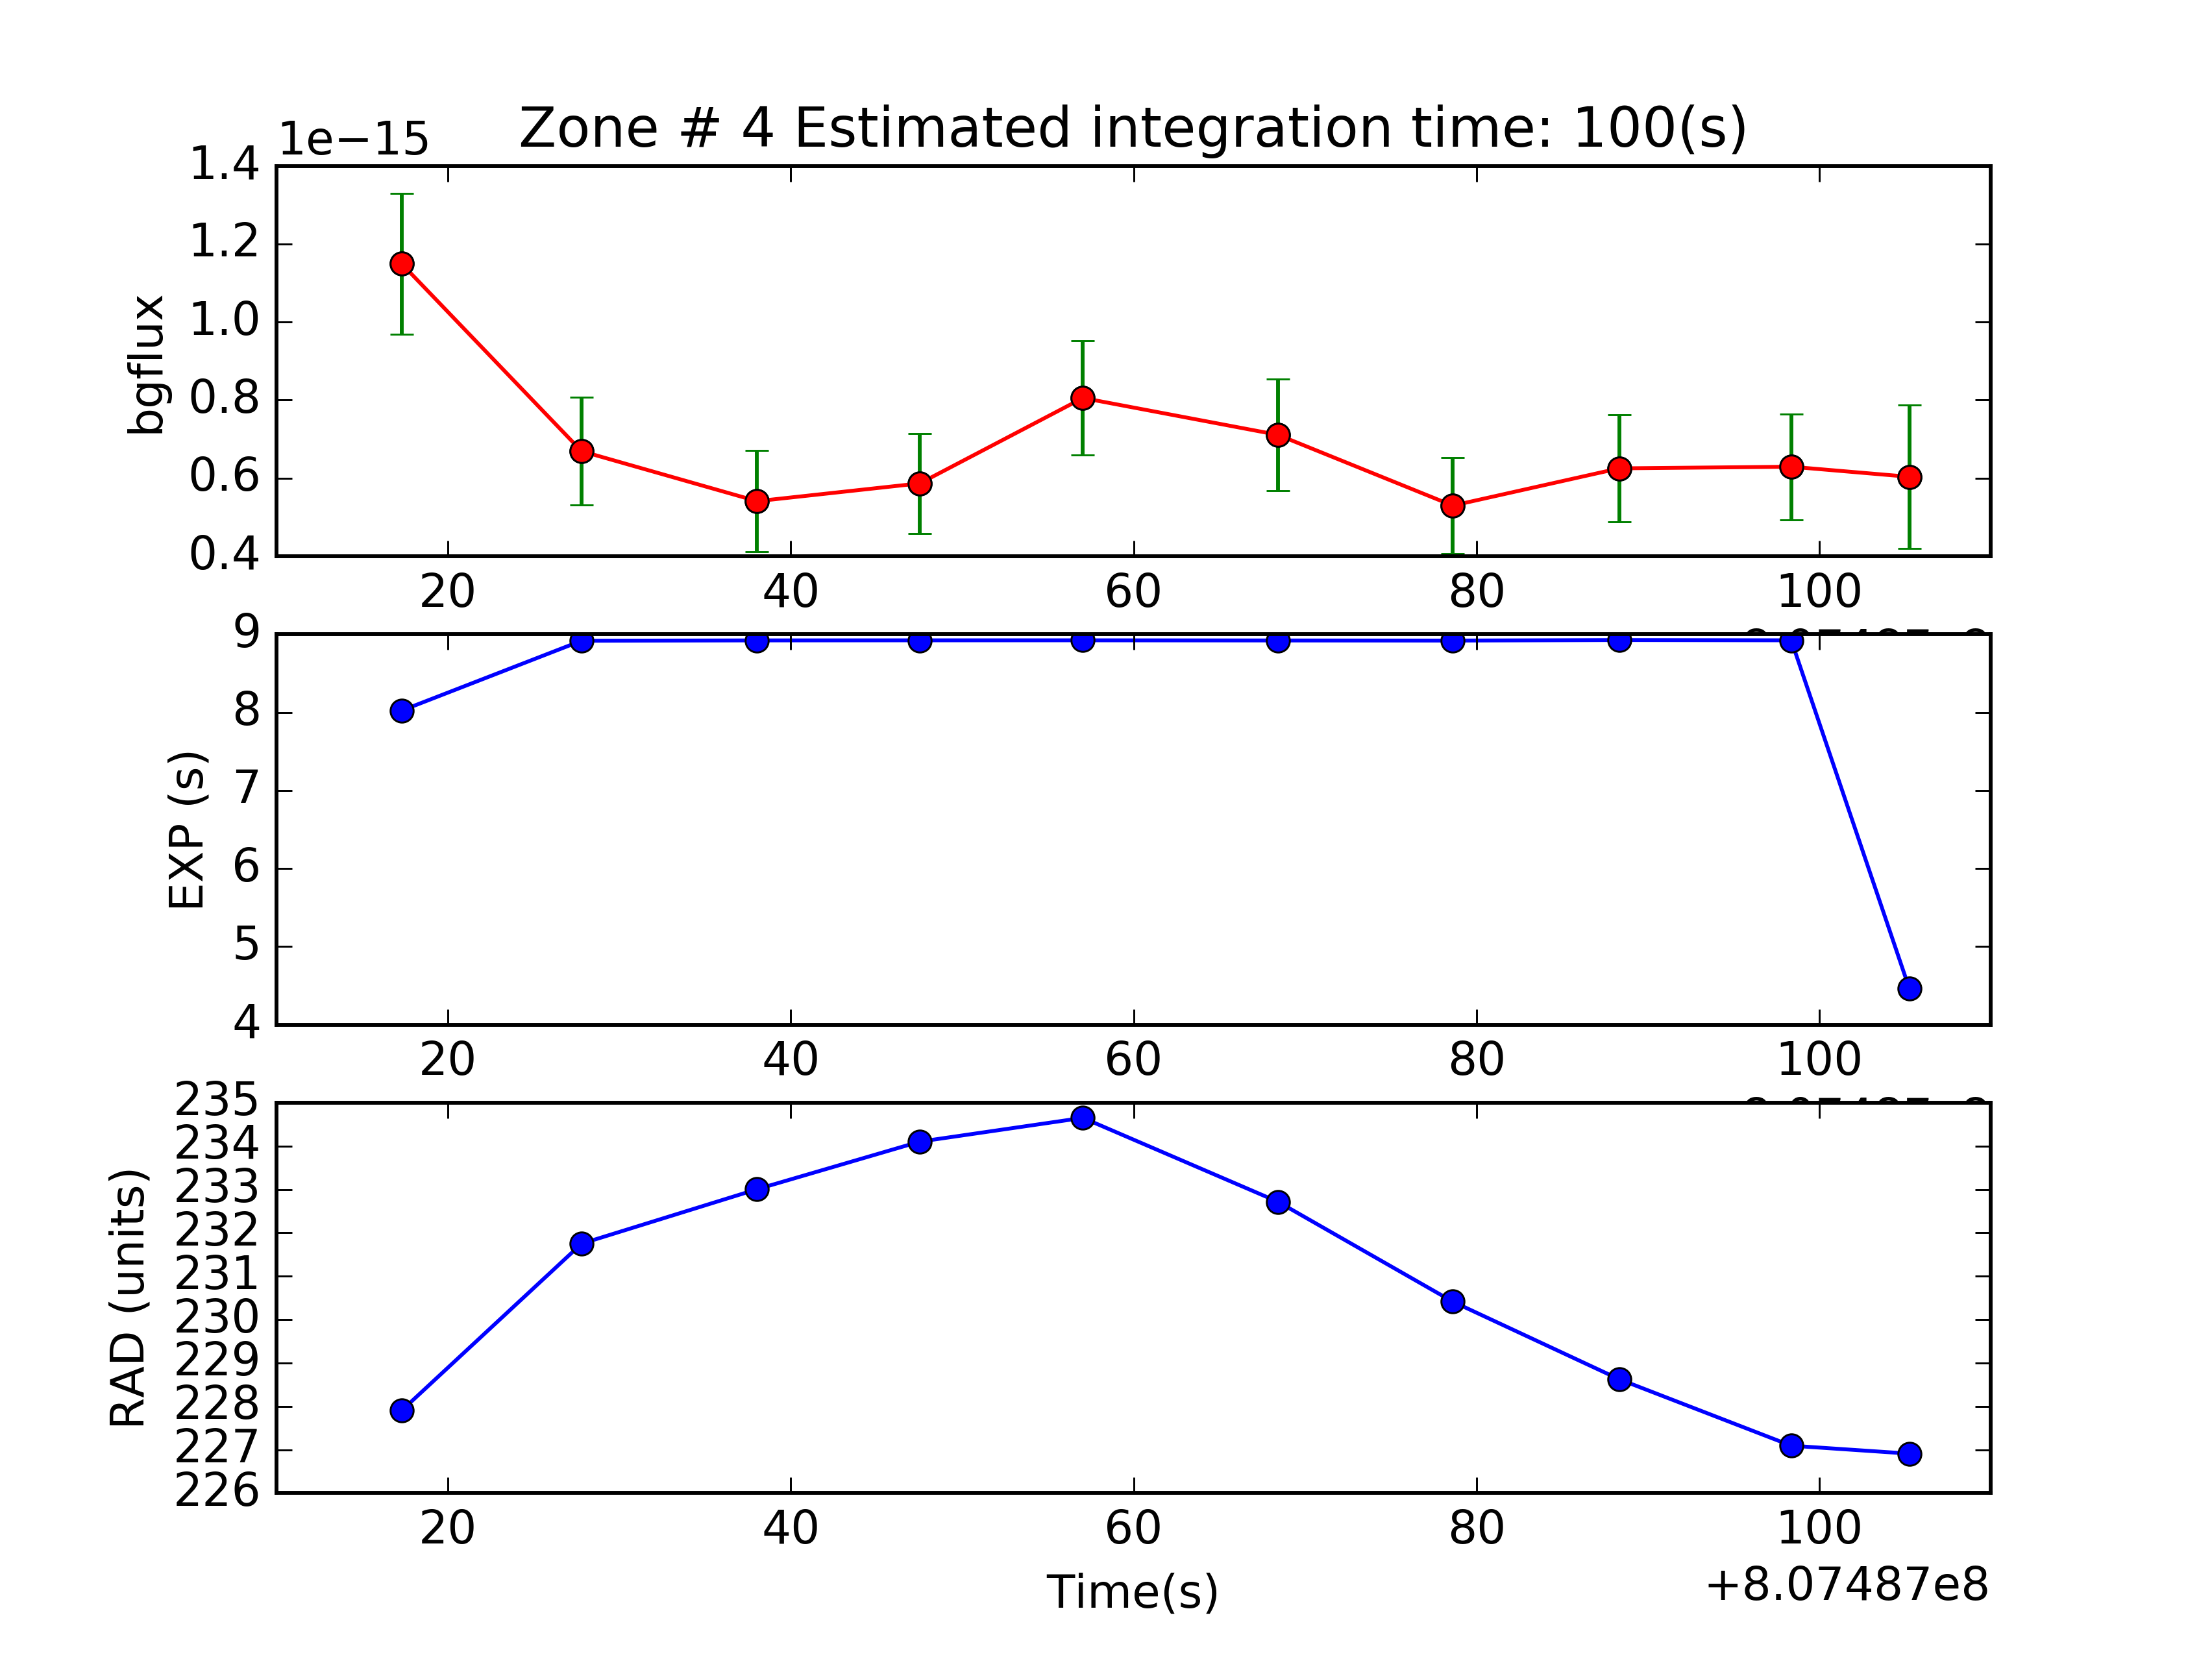 1e−15
Zone # 4 Estimated integration time: 100(s)
1.4
1.2
1.0
0.8
0.6
0.4
bgflux
20 40 60 80 100
9
8
7
6
5
4
EXP (s)
20 40 60 80 100
235
234
233
232
231
230
229
228
227
226
RAD (units)
20 40 60 80 100
Time(s)
+8.07487e8